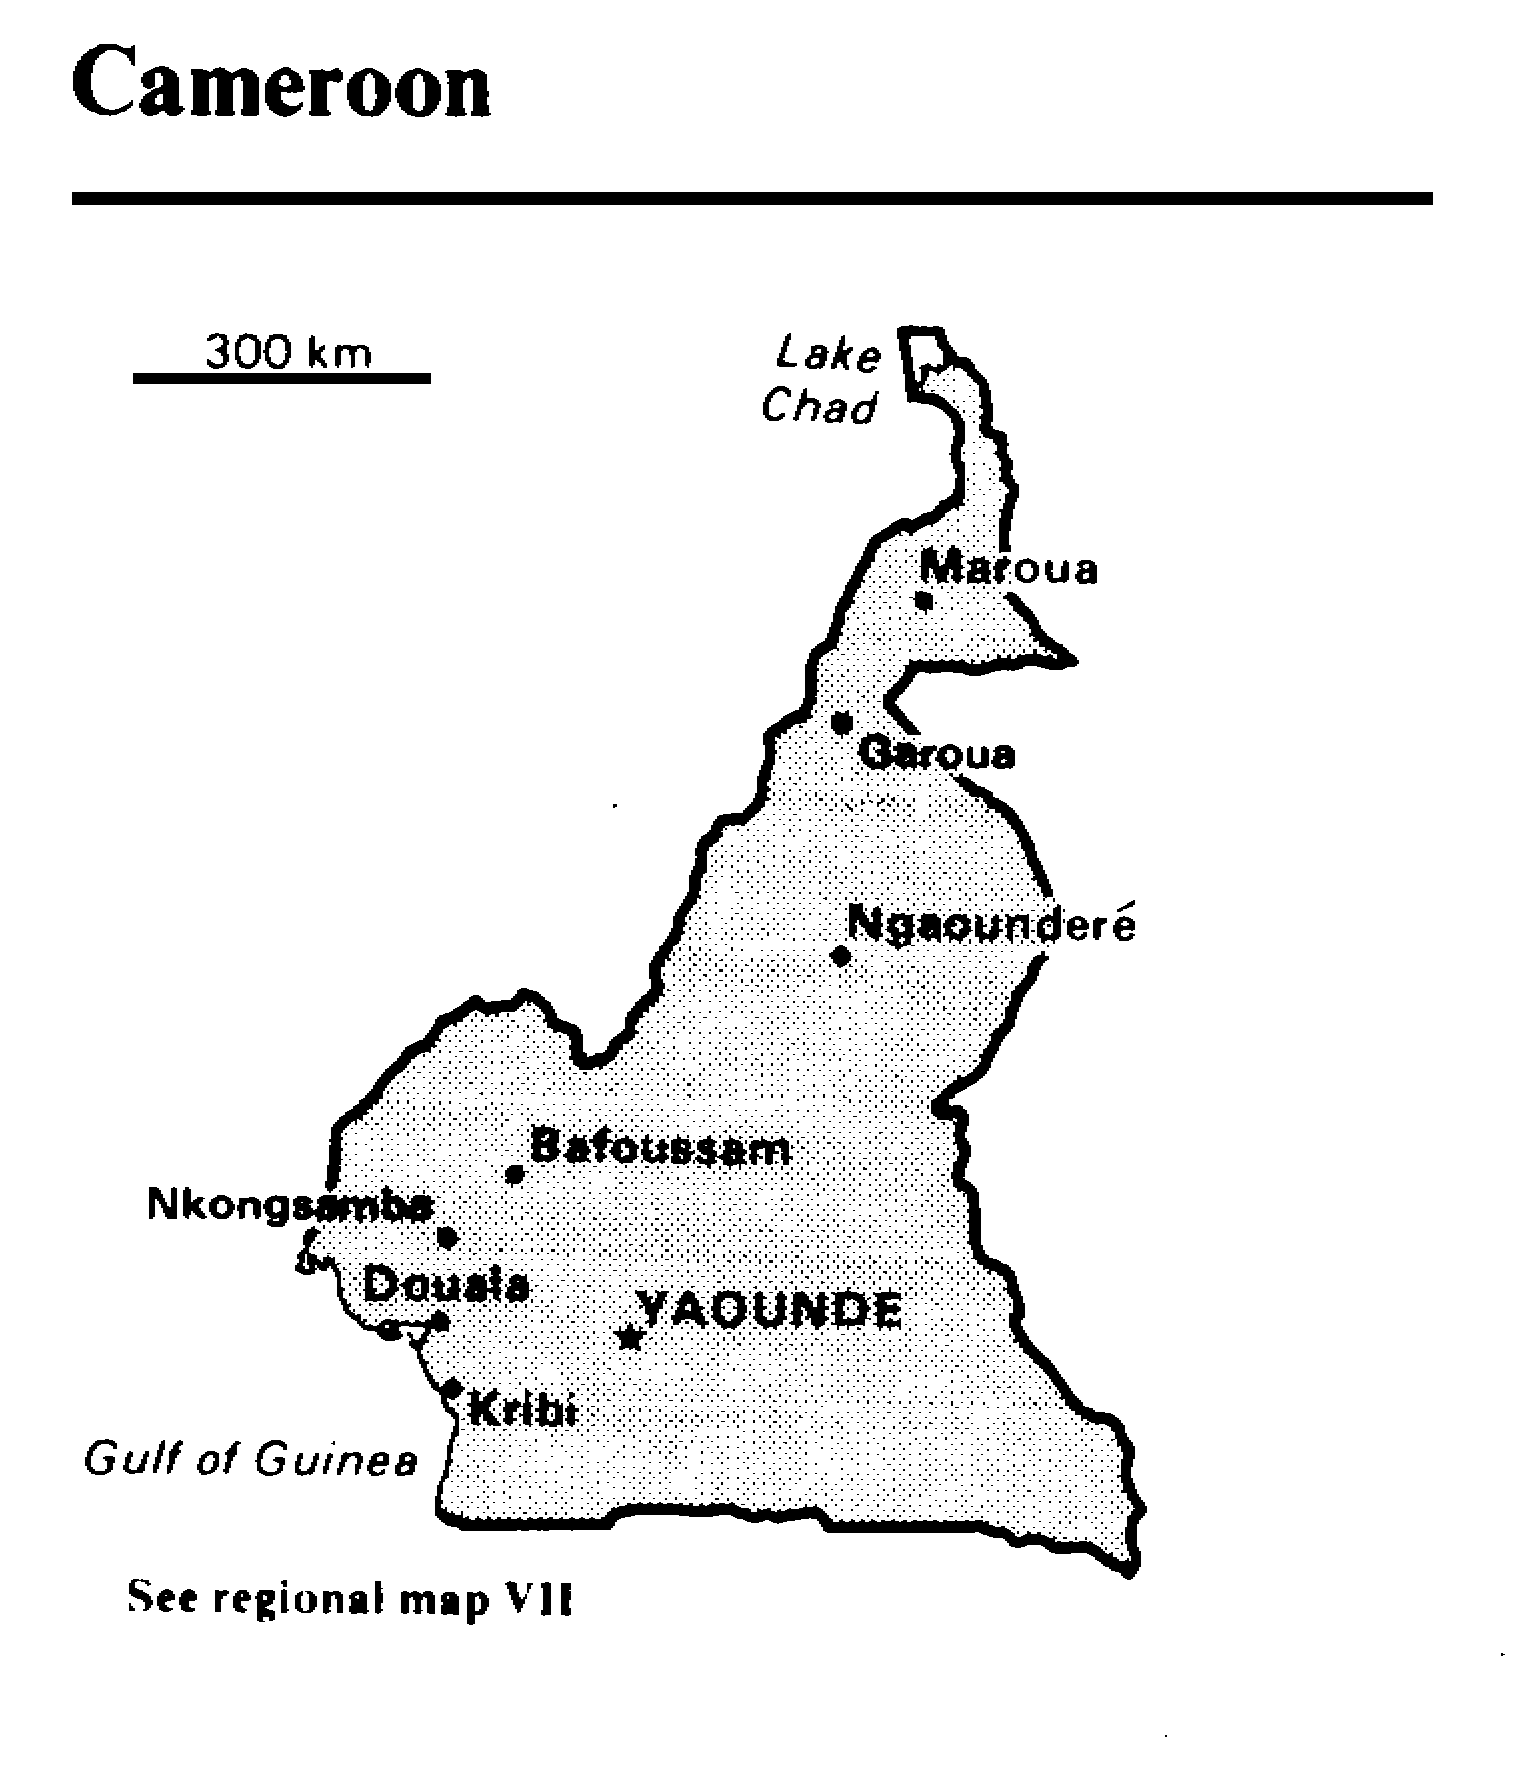 Cameroon
300 km
Lake
Chad
Maroua
Garoua
Ngaounderé
Bafoussam
Nkongsamba
Douala
YAOUNDE
Kribi
Gulf of Guinea
See regional map VII